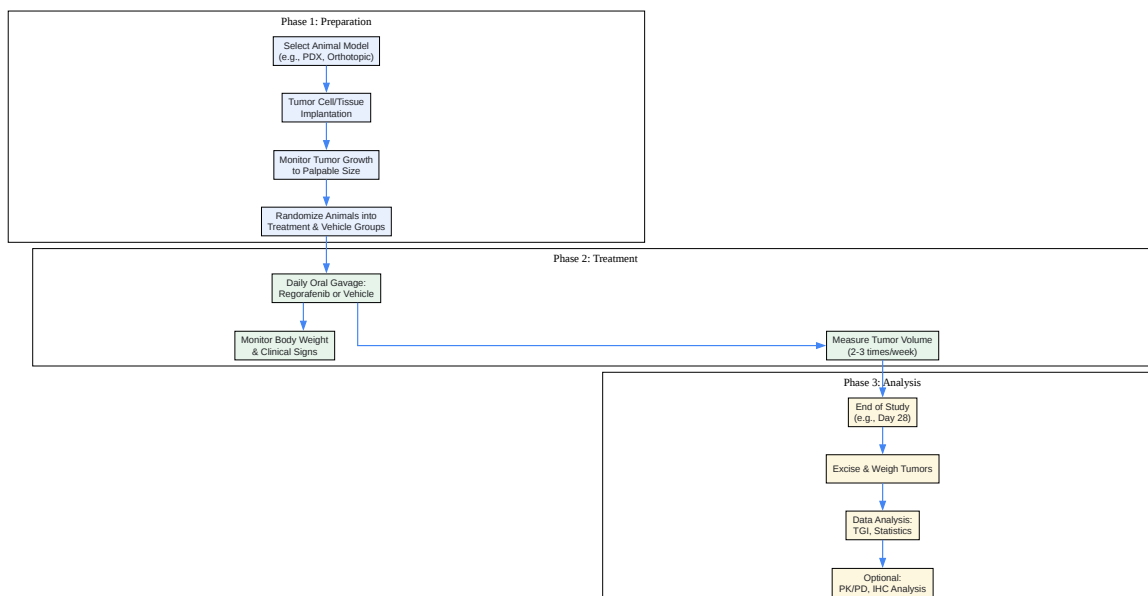 Phase 1: Preparation
Select Animal Model
(e.g., PDX, Orthotopic)
Tumor Cell/Tissue
Implantation
Monitor Tumor Growth
to Palpable Size
Randomize Animals into
Treatment & Vehicle Groups
Phase 2: Treatment
Daily Oral Gavage:
Regorafenib or Vehicle
Monitor Body Weight
& Clinical Signs
Measure Tumor Volume
(2-3 times/week)
Phase 3: Analysis
End of Study
(e.g., Day 28)
Excise & Weigh Tumors
Data Analysis:
TGI, Statistics
Optional:
PK/PD, IHC Analysis